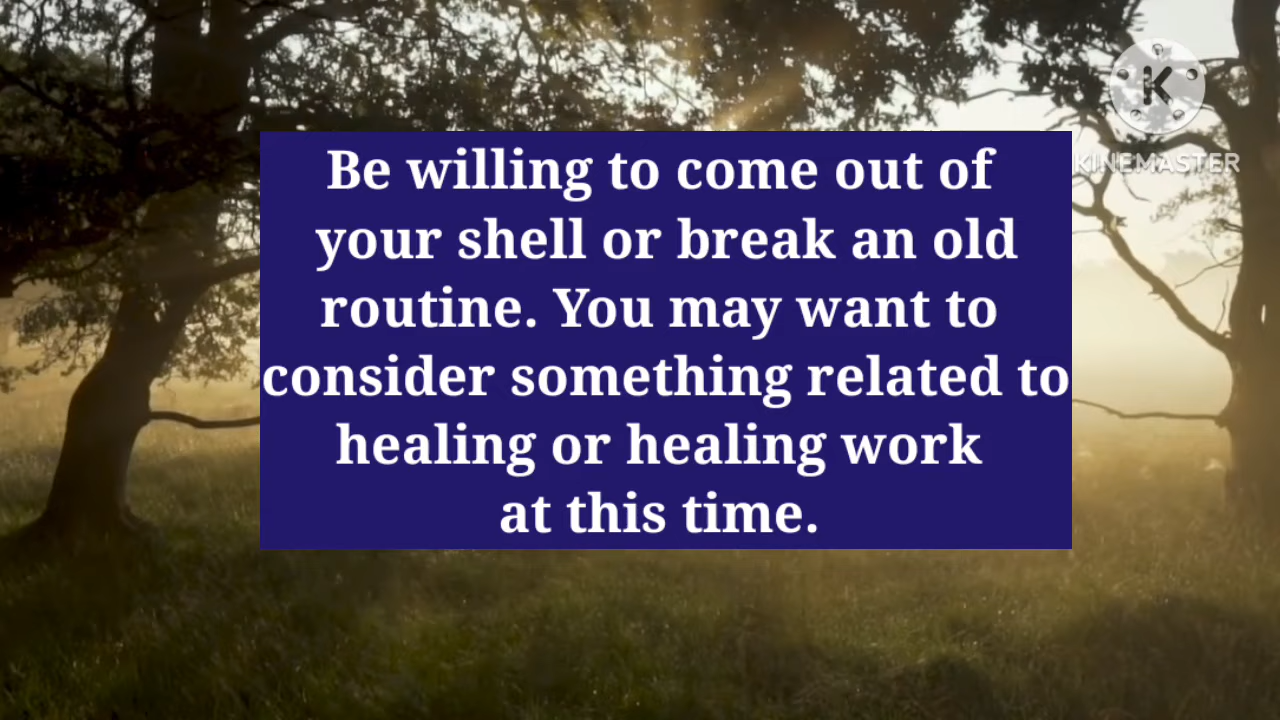 K
KINEMASTER
Be willing to come out of
your shell or break an old
routine. You may want to
consider something related to
healing or healing work
at this time.